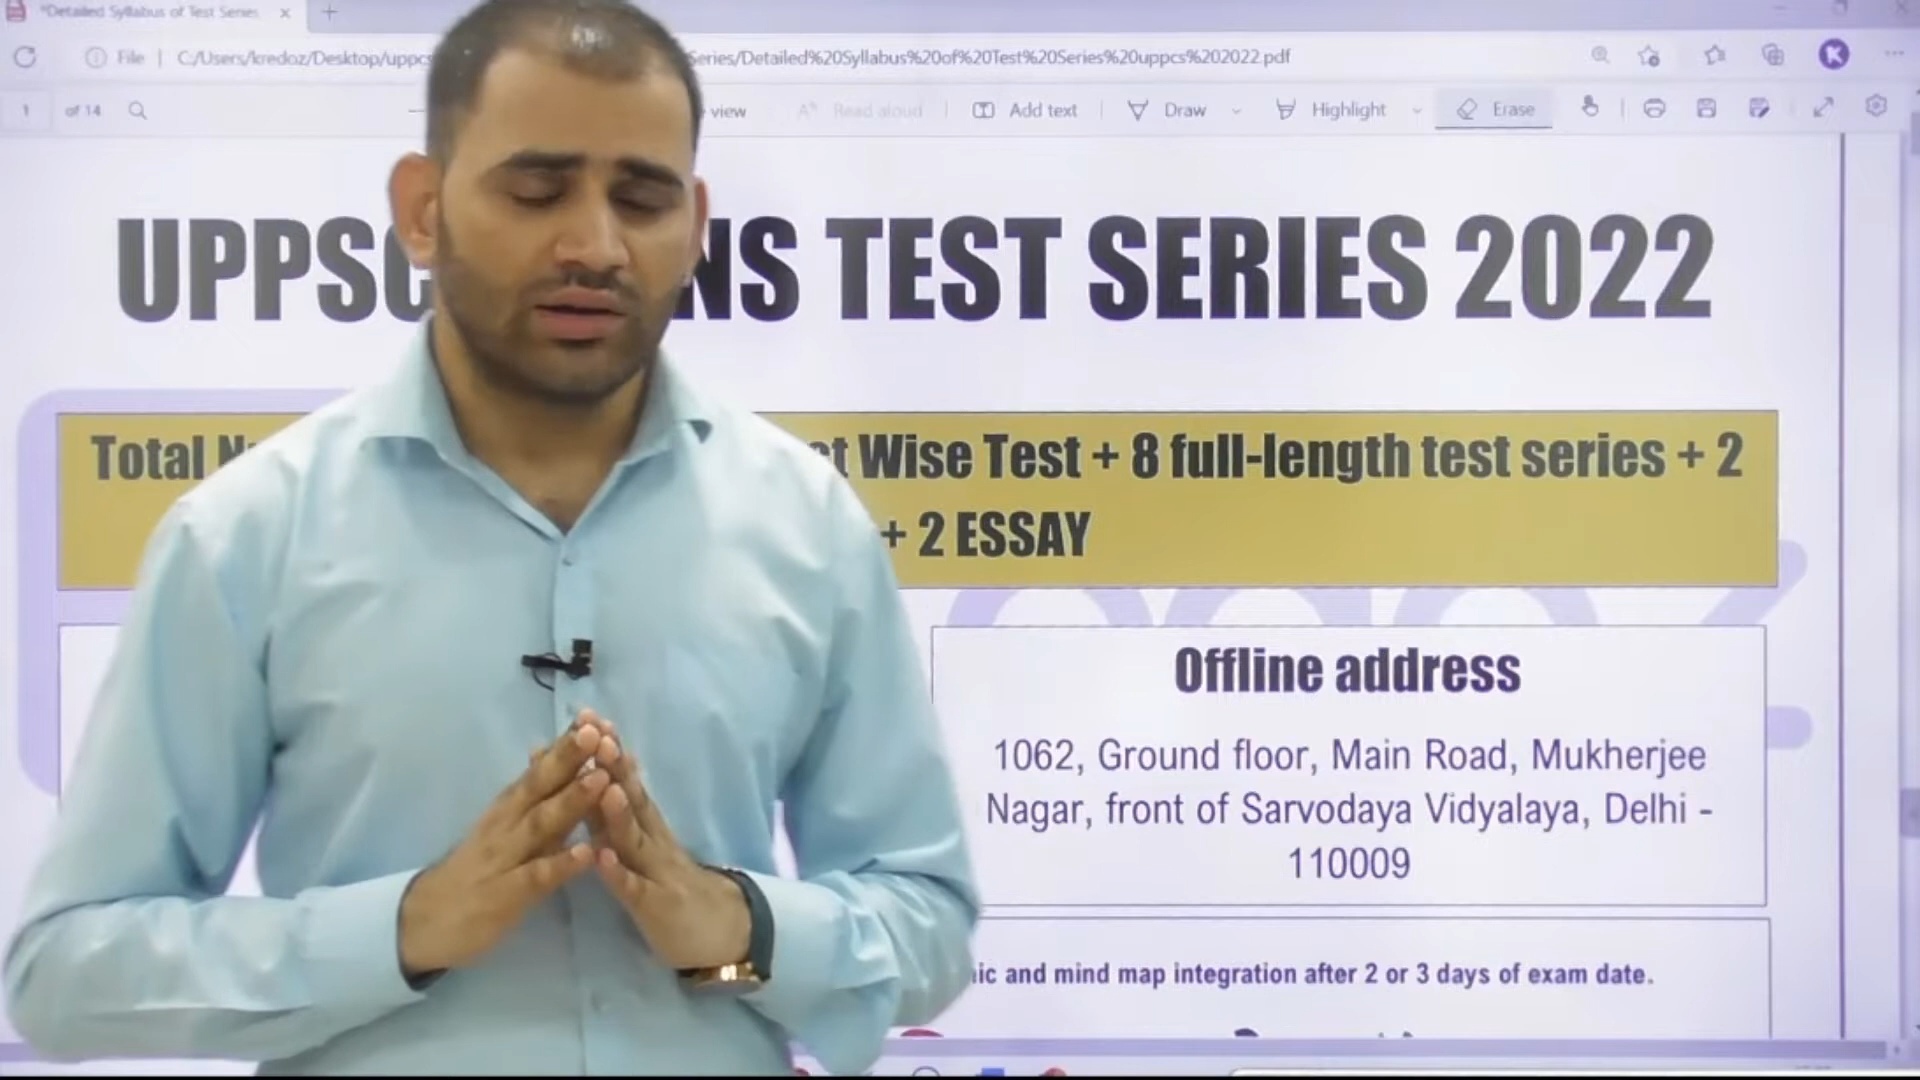 Detailed Syllabus of Test Series
File | C:/Users/kredoz/Desktop/uppcs Series/Detailed%20Syllabus%20of%20Test%20Series%20uppcs%202022.pdf
1 of 14 view Read aloud Add text Draw Highlight Erase
UPPSC NS TEST SERIES 2022
Total Wise Test + 8 full-length test series + 2
+ 2 ESSAY
Offline address
1062, Ground floor, Main Road, Mukherjee
Nagar, front of Sarvodaya Vidyalaya, Delhi -
110009
and mind map integration after 2 or 3 days of exam date.